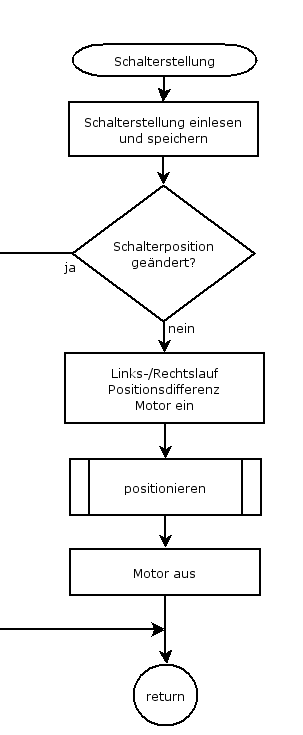 Schalterstellung
Schalterstellung einlesen
und speichern
Schalterposition
geändert?
ja
nein
Links-/Rechtslauf
Positionsdifferenz
Motor ein
positionieren
Motor aus
return